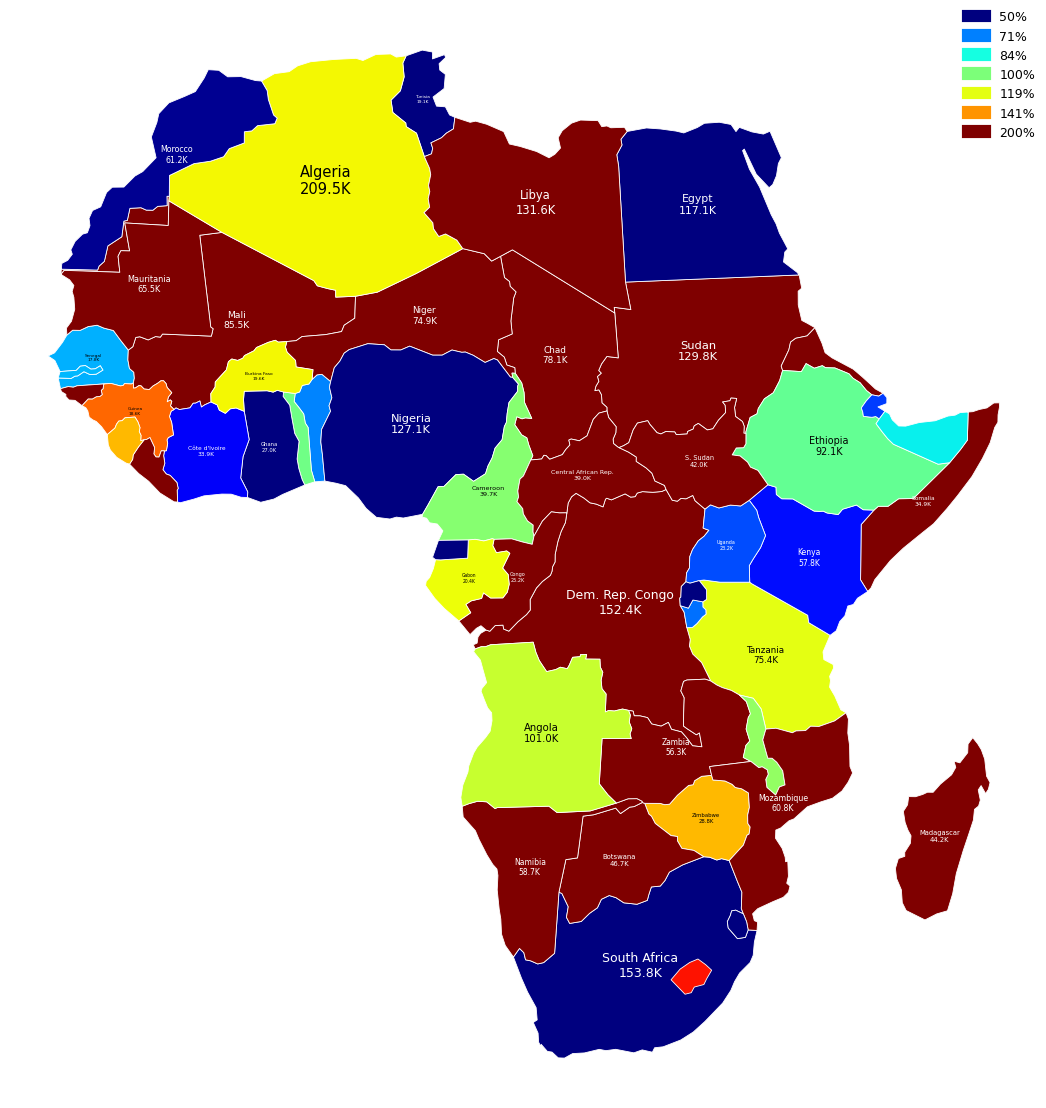 50%
71%
84%
100%
119%
141%
200%
Tunisia
19.1K
Morocco
61.2K
Algeria
209.5K
Libya
131.6K
Egypt
117.1K
Mauritania
65.5K
Mali
85.5K
Niger
74.9K
Chad
78.1K
Sudan
129.8K
Senegal
17.8K
Burkina Faso
19.6K
Guinea
18.6K
Nigeria
127.1K
Côte d'Ivoire
33.9K
Ghana
27.0K
Ethiopia
92.1K
S. Sudan
42.0K
Central African Rep.
39.0K
Cameroon
39.7K
Somalia
34.9K
Uganda
23.2K
Kenya
57.8K
Gabon
20.4K
Congo
25.2K
Dem. Rep. Congo
152.4K
Tanzania
75.4K
Angola
101.0K
Zambia
56.3K
Mozambique
60.8K
Zimbabwe
28.8K
Madagascar
44.2K
Namibia
58.7K
Botswana
46.7K
South Africa
153.8K